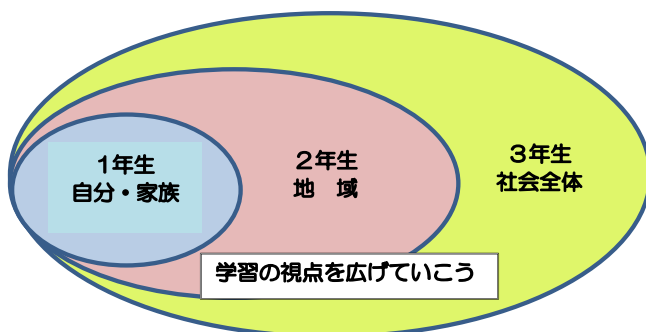 1年生
自分・家族
２年生
地　域
３年生
社会全体
学習の視点を広げていこう